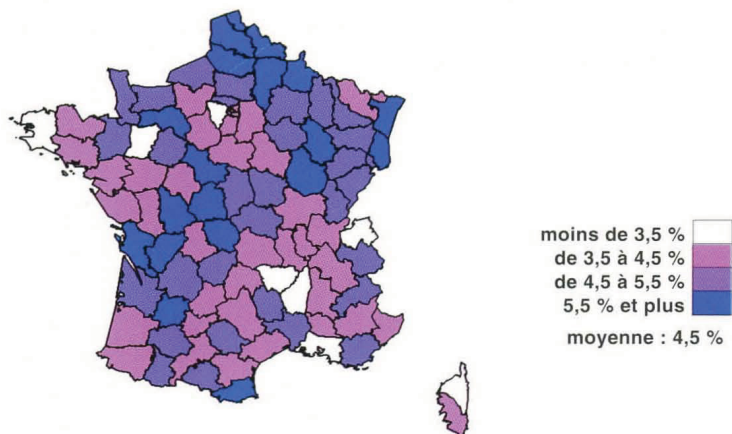 moins de 3,5 %
de 3,5 à 4,5 %
de 4,5 à 5,5 %
5,5 % et plus
moyenne : 4,5 %